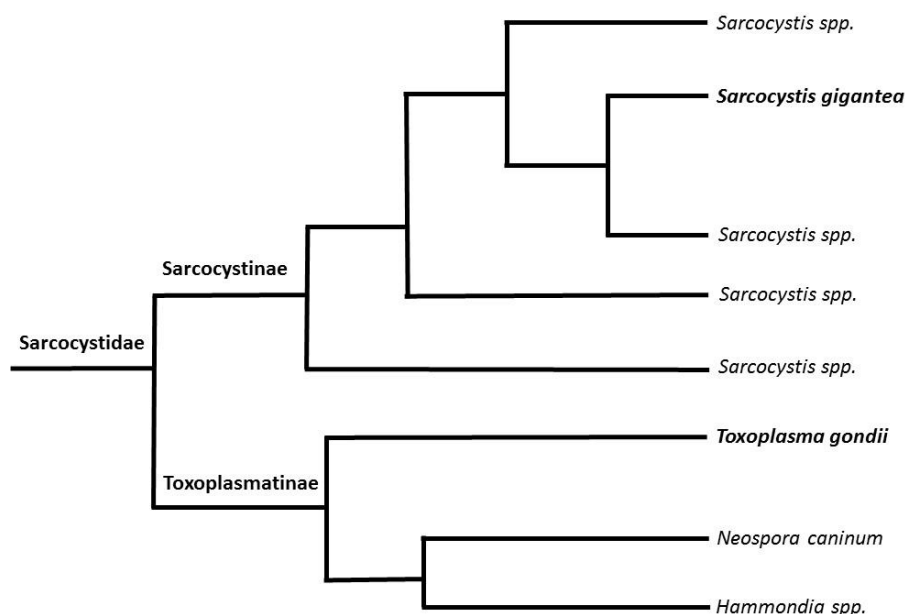 Sarcocystis spp.
Sarcocystis gigantea
Sarcocystis spp.
Sarcocystinae
Sarcocystis spp.
Sarcocystidae
Sarcocystis spp.
Toxoplasma gondii
Toxoplasmatinae
Neospora caninum
Hammondia spp.